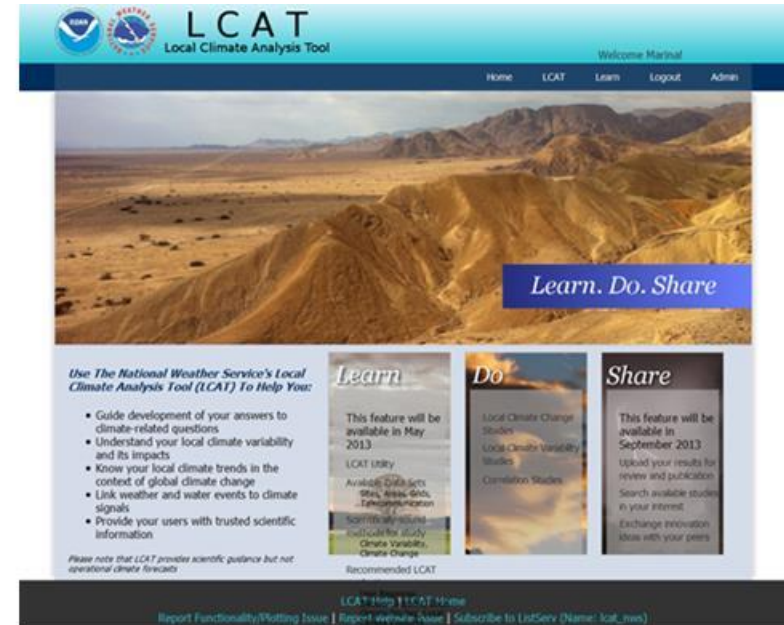 LCAT
Local Climate Analysis Tool
Welcome Marina!
Home LCAT Learn Logout Admin
Learn. Do. Share
Use The National Weather Service's Local
Climate Analysis Tool (LCAT) To Help You:
Guide development of your answers to
climate-related questions
Understand your local climate variability
and its impacts
Know your local climate trends in the
context of global climate change
Link weather and water events to climate
signals
Provide your users with trusted scientific
information
Please note that LCAT provides scientific guidance but not
operational climate forecasts
Learn
This feature will be
available in May
2013
LCAT Utility
Available Data Sets
Sites, Areas, Grids,
Telecommunication
Scientifically-sound
methods for study
Climate Variability,
Climate Change
Recommended LCAT
Do
Local Climate Change
Studies
Local Climate Variability
Studies
Correlation Studies
Share
This feature will be
available in
September 2013
Upload your results for
review and publication
Search available studies
in your interest
Exchange innovation
ideas with your peers
LCAT Help | LCAT Home
Report Functionality/Plotting Issue | Report Website Issue | Subscribe to ListServ (Name: lcat_nws)